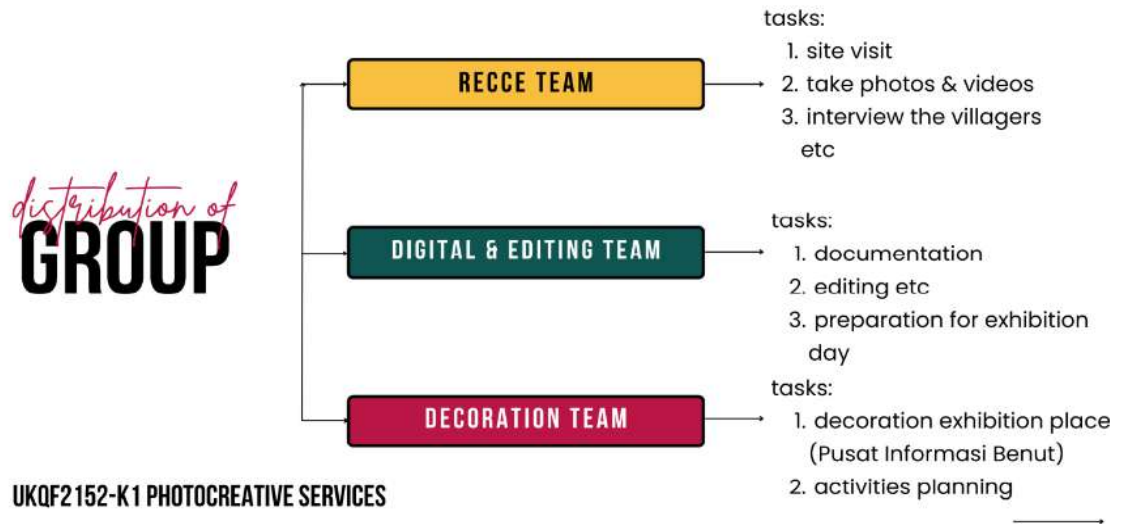 distribution of
GROUP
RECCE TEAM
tasks:
1. site visit
2. take photos & videos
3. interview the villagers
etc
DIGITAL & EDITING TEAM
tasks:
1. documentation
2. editing etc
3. preparation for exhibition
day
DECORATION TEAM
tasks:
1. decoration exhibition place
(Pusat Informasi Benut)
2. activities planning
UKQF2152-K1 PHOTOCREATIVE SERVICES